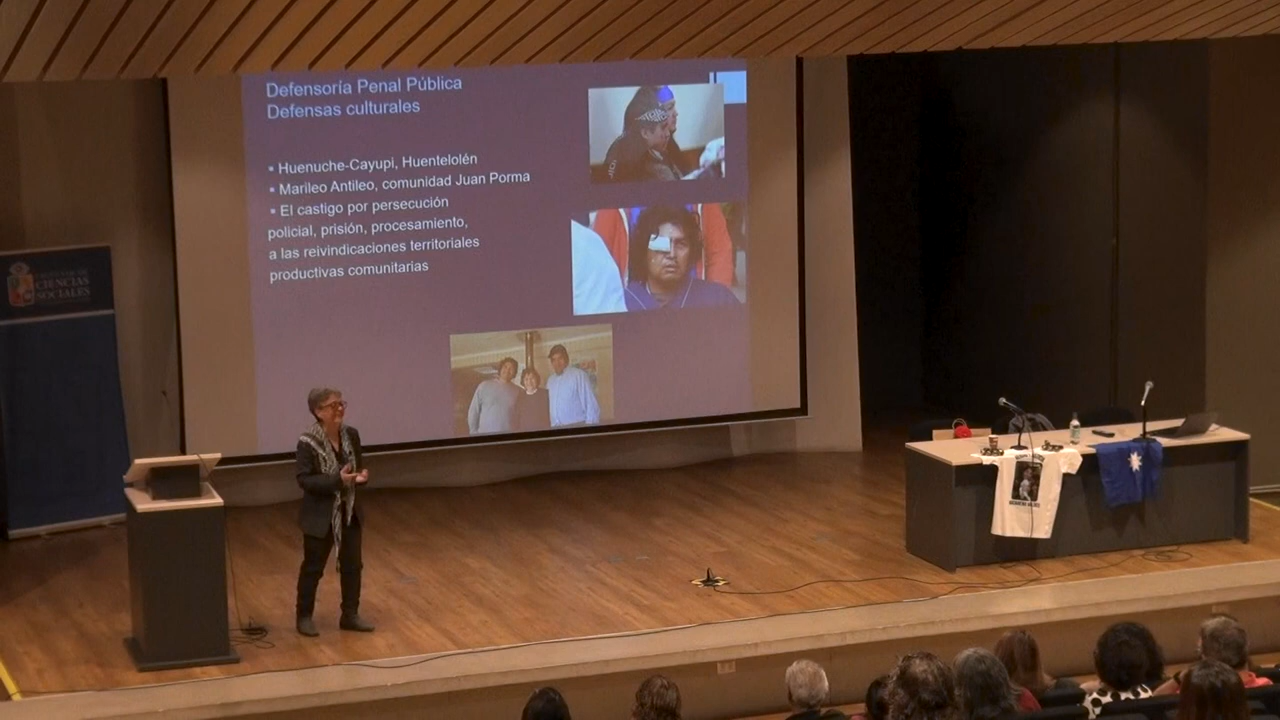 Defensoría Penal Pública
Defensas culturales
▪ Huenuche-Cayupi, Huentelolén
▪ Marileo Antileo, comunidad Juan Porma
▪ El castigo por persecución
policial, prisión, procesamiento,
a las reivindicaciones territoriales
productivas comunitarias
CIENCIAS
SOCIALES